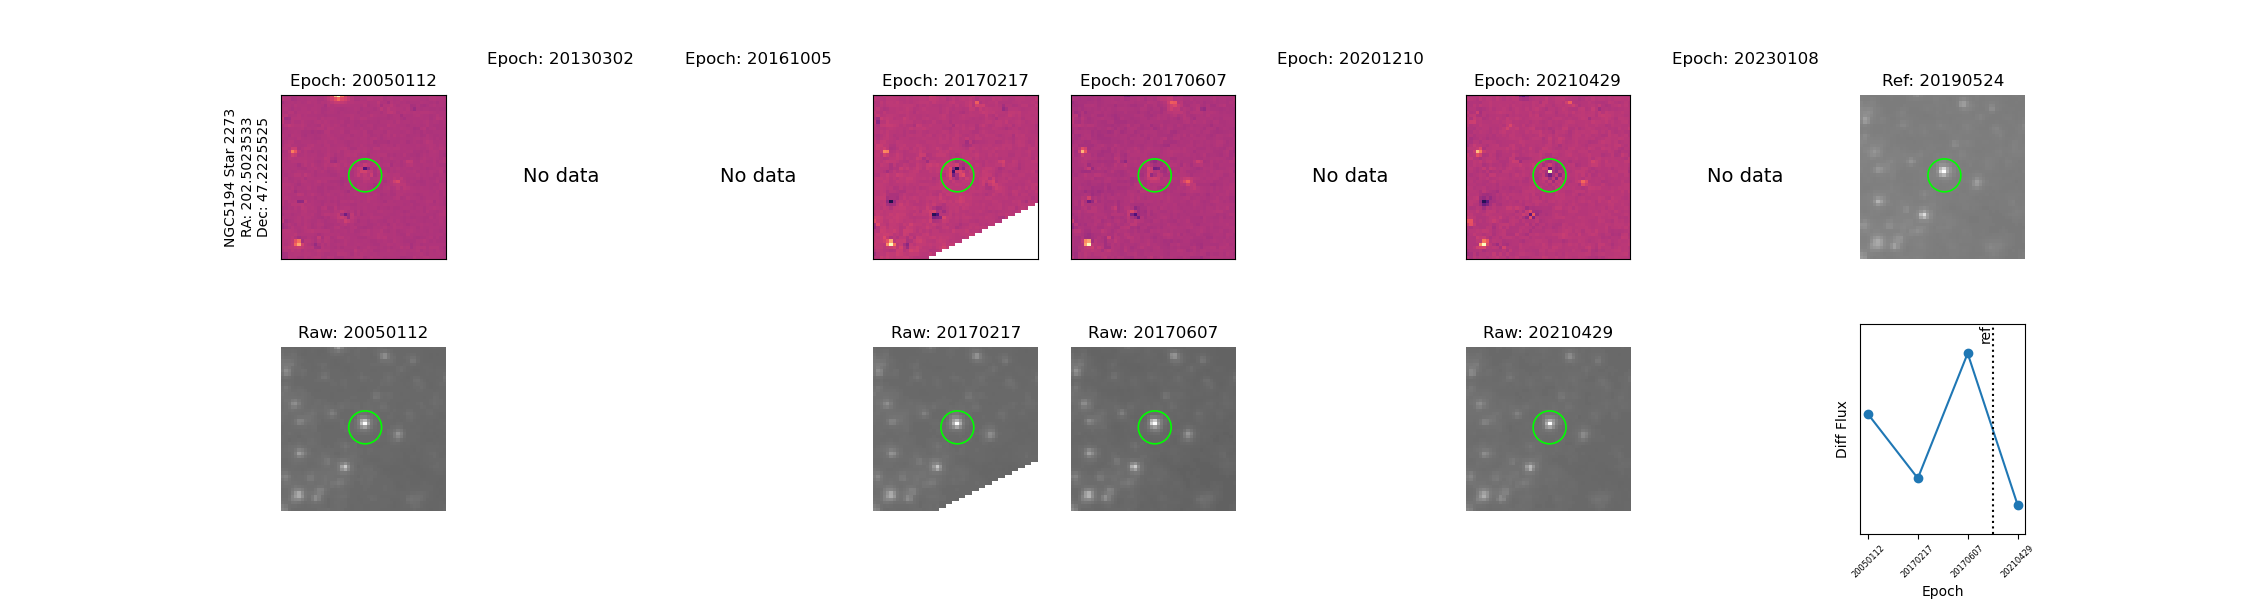 Epoch: 20050112
Epoch: 20130302
Epoch: 20161005
Epoch: 20170217
Epoch: 20170607
Epoch: 20201210
Epoch: 20210429
Epoch: 20230108
Ref: 20190524
NGC5194 Star 2273
RA: 202.5023533
Dec: 47.2225525
No data
No data
No data
No data
Raw: 20050112
Raw: 20170217
Raw: 20170607
Raw: 20210429
ref
Diff Flux
20050112
20170217
20170607
20210429
Epoch